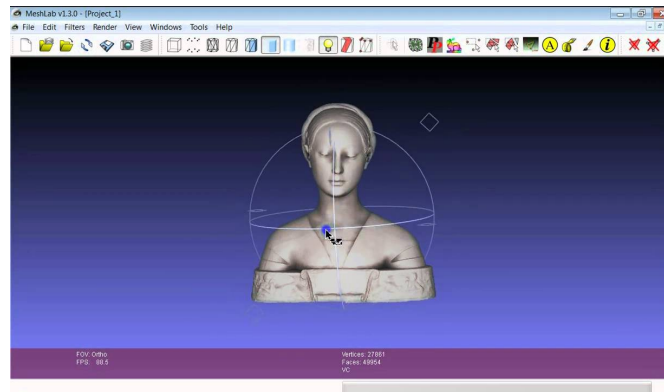 MeshLab v1.3.0 - [Project_1]
File Edit Filters Render View Windows Tools Help
FOV: Ortho
FPS: 88.5
Vertices: 27861
Faces: 49954
VC